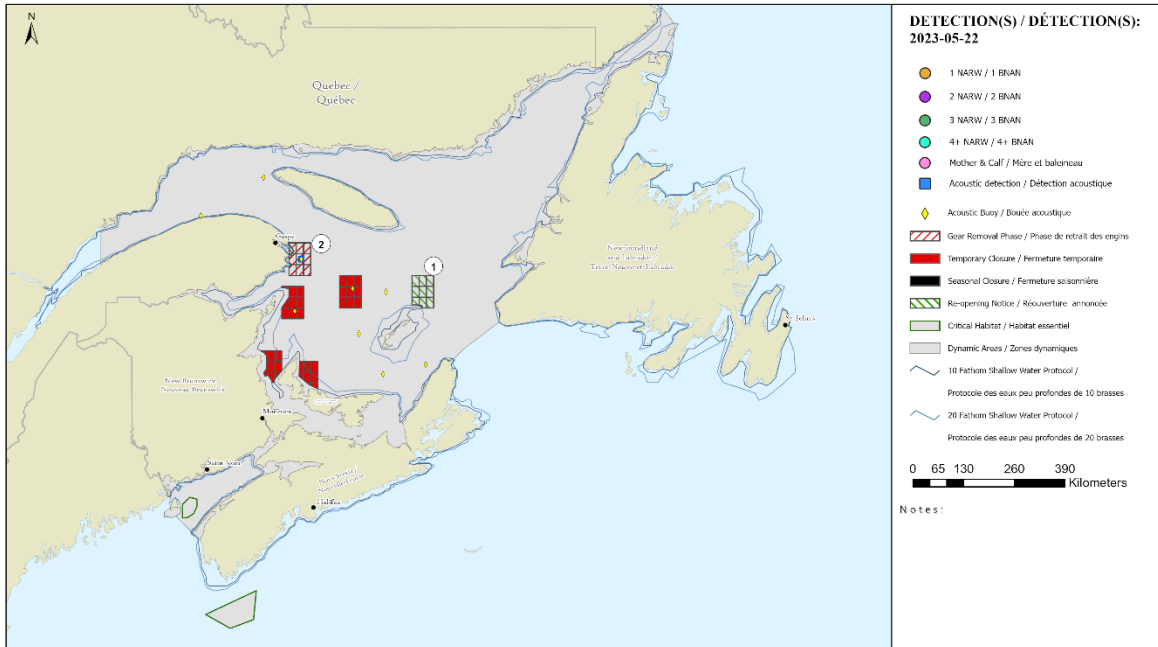 N
Quebec /
Québec
Gaspé
2
1
Newfoundland
and Labrador /
Terre-Neuve-et-Labrador
St. John's
New Brunswick /
Nouveau-Brunswick
Moncton
Saint John
Nova Scotia /
Nouvelle-Écosse
Halifax
DETECTION(S) / DÉTECTION(S):
2023-05-22
1 NARW / 1 BNAN
2 NARW / 2 BNAN
3 NARW / 3 BNAN
4+ NARW / 4+ BNAN
Mother & Calf / Mère et baleineau
Acoustic detection / Détection acoustique
Acoustic Buoy / Bouée acoustique
Gear Removal Phase / Phase de retrait des engins
Temporary Closure / Fermeture temporaire
Seasonal Closure / Fermeture saisonnière
Re-opening Notice / Réouverture annoncée
Critical Habitat / Habitat essentiel
Dynamic Areas / Zones dynamiques
10 Fathom Shallow Water Protocol /
Protocole des eaux peu profondes de 10 brasses
20 Fathom Shallow Water Protocol /
Protocole des eaux peu profondes de 20 brasses
0 65 130 260 390
Kilometers
Notes: